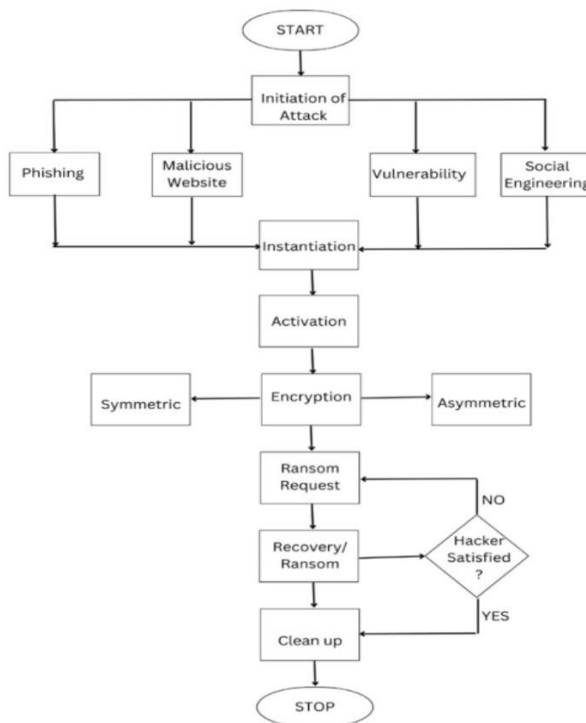 START
Initiation of
Attack
Phishing
Malicious
Website
Vulnerability
Social
Engineering
Instantiation
Activation
Symmetric
Encryption
Asymmetric
Ransom
Request
NO
Recovery/
Ransom
Hacker
Satisfied
?
YES
Clean up
STOP